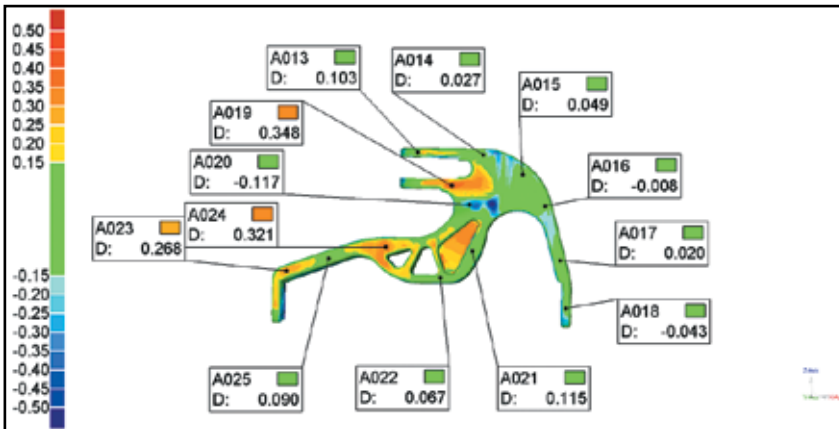 0.50
0.45
0.40
0.35
0.30
0.25
0.20
0.15
-0.15
-0.20
-0.25
-0.30
-0.35
-0.40
-0.45
-0.50
A013
D: 0.103
A014
D: 0.027
A015
D: 0.049
A019
D: 0.348
A020
D: -0.117
A016
D: -0.008
A023
D: 0.268
A024
D: 0.321
A017
D: 0.020
A018
D: -0.043
A025
D: 0.090
A022
D: 0.067
A021
D: 0.115